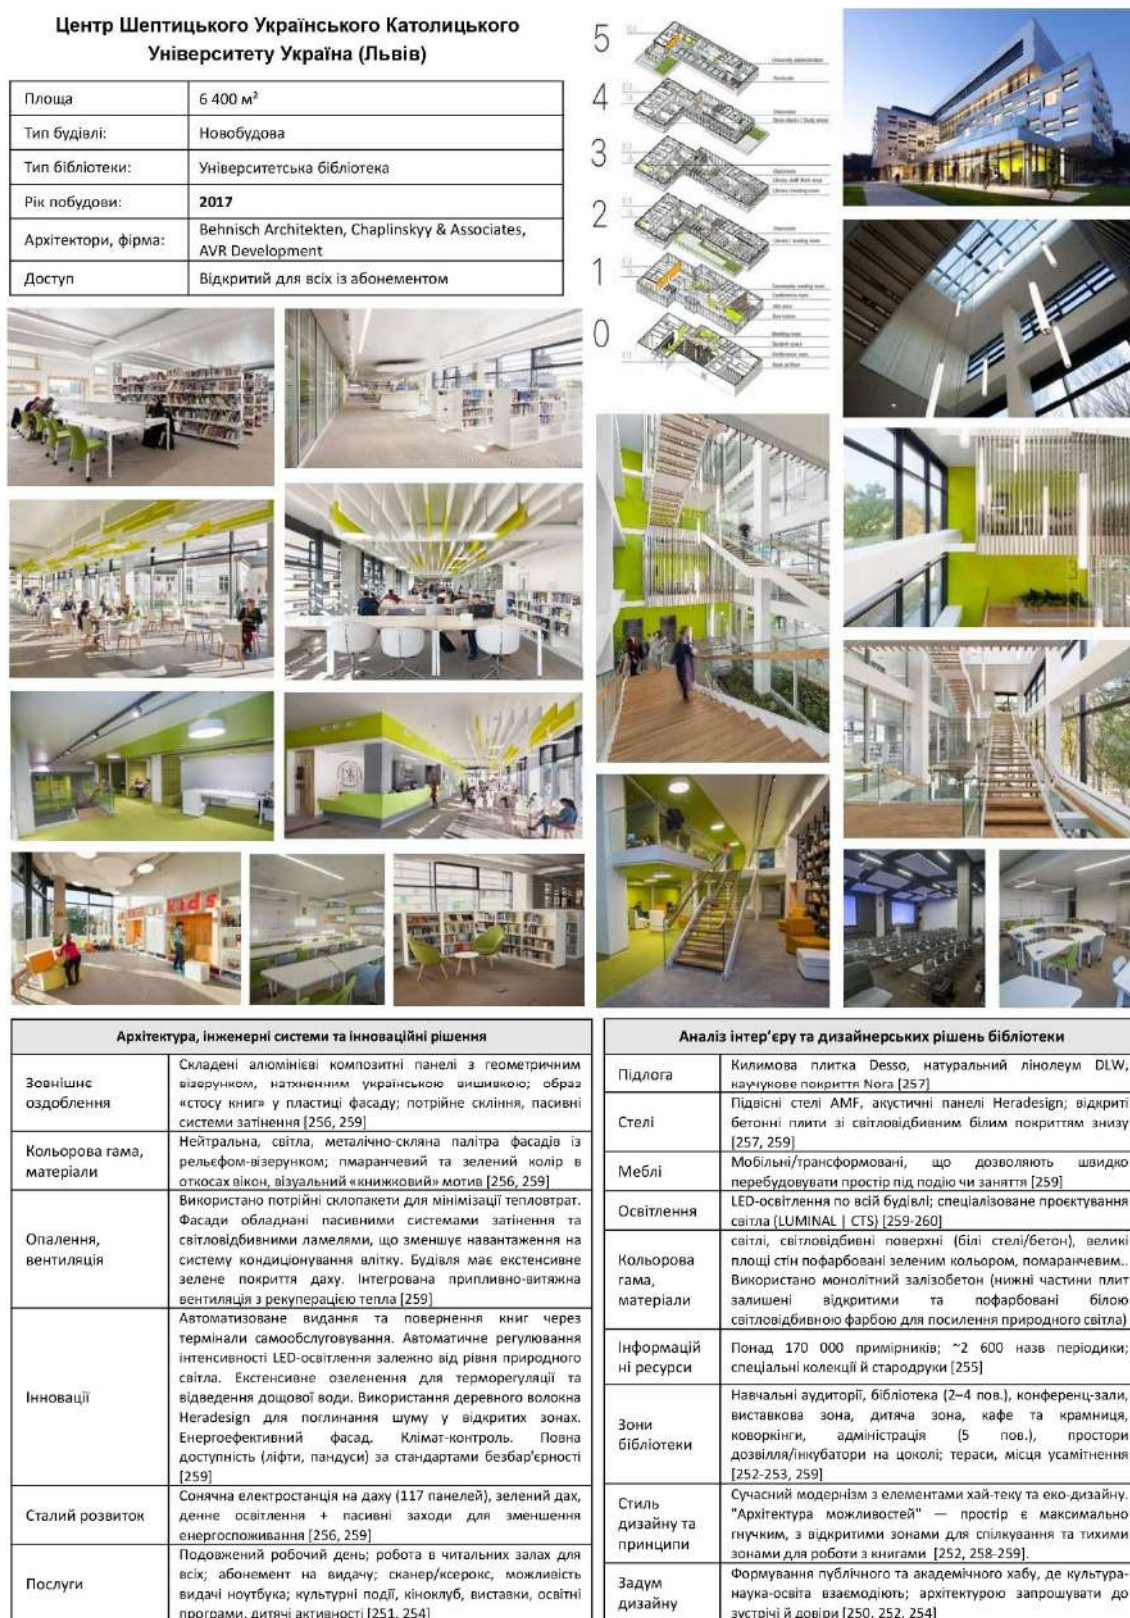 Центр Шептицького Українського Католицького
Університету Україна (Львів)
Площа 6 400 м²
Тип будівлі: Новобудова
Тип бібліотеки: Університетська бібліотека
Рік побудови: 2017
Архітектори, фірма: Behnisch Architekten, Chaplinskyy & Associates,
AVR Development
Доступ Відкритий для всіх із абонементом
5
4
3
2
1
0
University administration
Classroom
Classroom
Library / reading room
Classroom
Library / reading room
Conference room
Conference room
kids
3
Архітектура, інженерні системи та інноваційні рішення
Зовнішнє оздоблення
Складені алюмінієві композитні панелі з геометричним
візерунком, натхненним українською вишивкою; образ
«стосу книг» у пластиці фасаду; потрійне скління, пасивні
системи затінення [256, 259]
Кольорова гама, матеріали
Нейтральна, світла, металічно-скляна палітра фасадів із
рельєфом-візерунком; пмаранчевий та зелений колір в
откосах вікон, візуальний «книжковий» мотив [256, 259]
Опалення, вентиляція
Використано потрійні склопакети для мінімізації тепловтрат.
Фасади обладнані пасивними системами затінення та
світловідбивними ламелями, що зменшує навантаження на
систему кондиціонування влітку. Будівля має екстенсивне
зелене покриття даху. Інтегрована припливно-витяжна
вентиляція з рекуперацією тепла [259]
Інновації
Автоматизоване видання та повернення книг через
термінали самообслуговування. Автоматичне регулювання
інтенсивності LED-освітлення залежно від рівня природного
світла. Екстенсивне озеленення для терморегуляції та
відведення дощової води. Використання деревного волокна
Heradesign для поглинання шуму у відкритих зонах.
Енергоефективний фасад. Клімат-контроль. Повна
доступність (ліфти, пандуси) за стандартами безбар'єрності
[259]
Сталий розвиток
Сонячна електростанція на даху (117 панелей), зелений дах,
денне освітлення + пасивні заходи для зменшення
енергоспоживання [256, 259]
Послуги
Подовжений робочий день; робота в читальних залах для
всіх; абонемент на видачу; сканер/ксерокс, можливість
видачі ноутбука; культурні події, кіноклуб, виставки, освітні
програми, дитячі активності [251, 254]
Аналіз інтер’єру та дизайнерських рішень бібліотеки
Підлога
Килимова плитка Desso, натуральний лінолеум DLW,
каучукове покриття Nora [257]
Стелі
Підвісні стелі AMF, акустичні панелі Heradesign; відкриті
бетонні плити зі світловідбивним білим покриттям знизу
[257, 259]
Меблі
Мобільні/трансформовані, що дозволяють швидко
перебудовувати простір під подію чи заняття [259]
Освітлення
LED-освітлення по всій будівлі; спеціалізоване проєктування
світла (LUMINAL | CTS) [259-260]
Кольорова гама, матеріали
світлі, світловідбивні поверхні (білі стелі/бетон), великі
площі стін пофарбовані зеленим кольором, помаранчевим..
Використано монолітний залізобетон (нижні частини плит
залишені відкритими та пофарбовані білою
світловідбивною фарбою для посилення природного світла)
Інформацій
ні ресурси
Понад 170 000 примірників; ~2 600 назв періодики;
спеціальні колекції й стародруки [255]
Зони бібліотеки
Навчальні аудиторії, бібліотека (2–4 пов.), конференц-зали,
виставкова зона, дитяча зона, кафе та крамниця,
коворкінги, адміністрація (5 пов.), простори
дозвілля/інкубатори на цоколі; тераси, місця усамітнення
[252-253, 259]
Стиль дизайну та принципи
Сучасний модернізм з елементами хай-теку та еко-дизайну.
"Архітектура можливостей" — простір є максимально
гнучким, з відкритими зонами для спілкування та тихими
зонами для роботи з книгами [252, 258-259].
Задум дизайну
Формування публічного та академічного хабу, де культура-
наука-освіта взаємодіють; архітектурою запрошувати до
зустрічі й довіри [250, 252, 254]